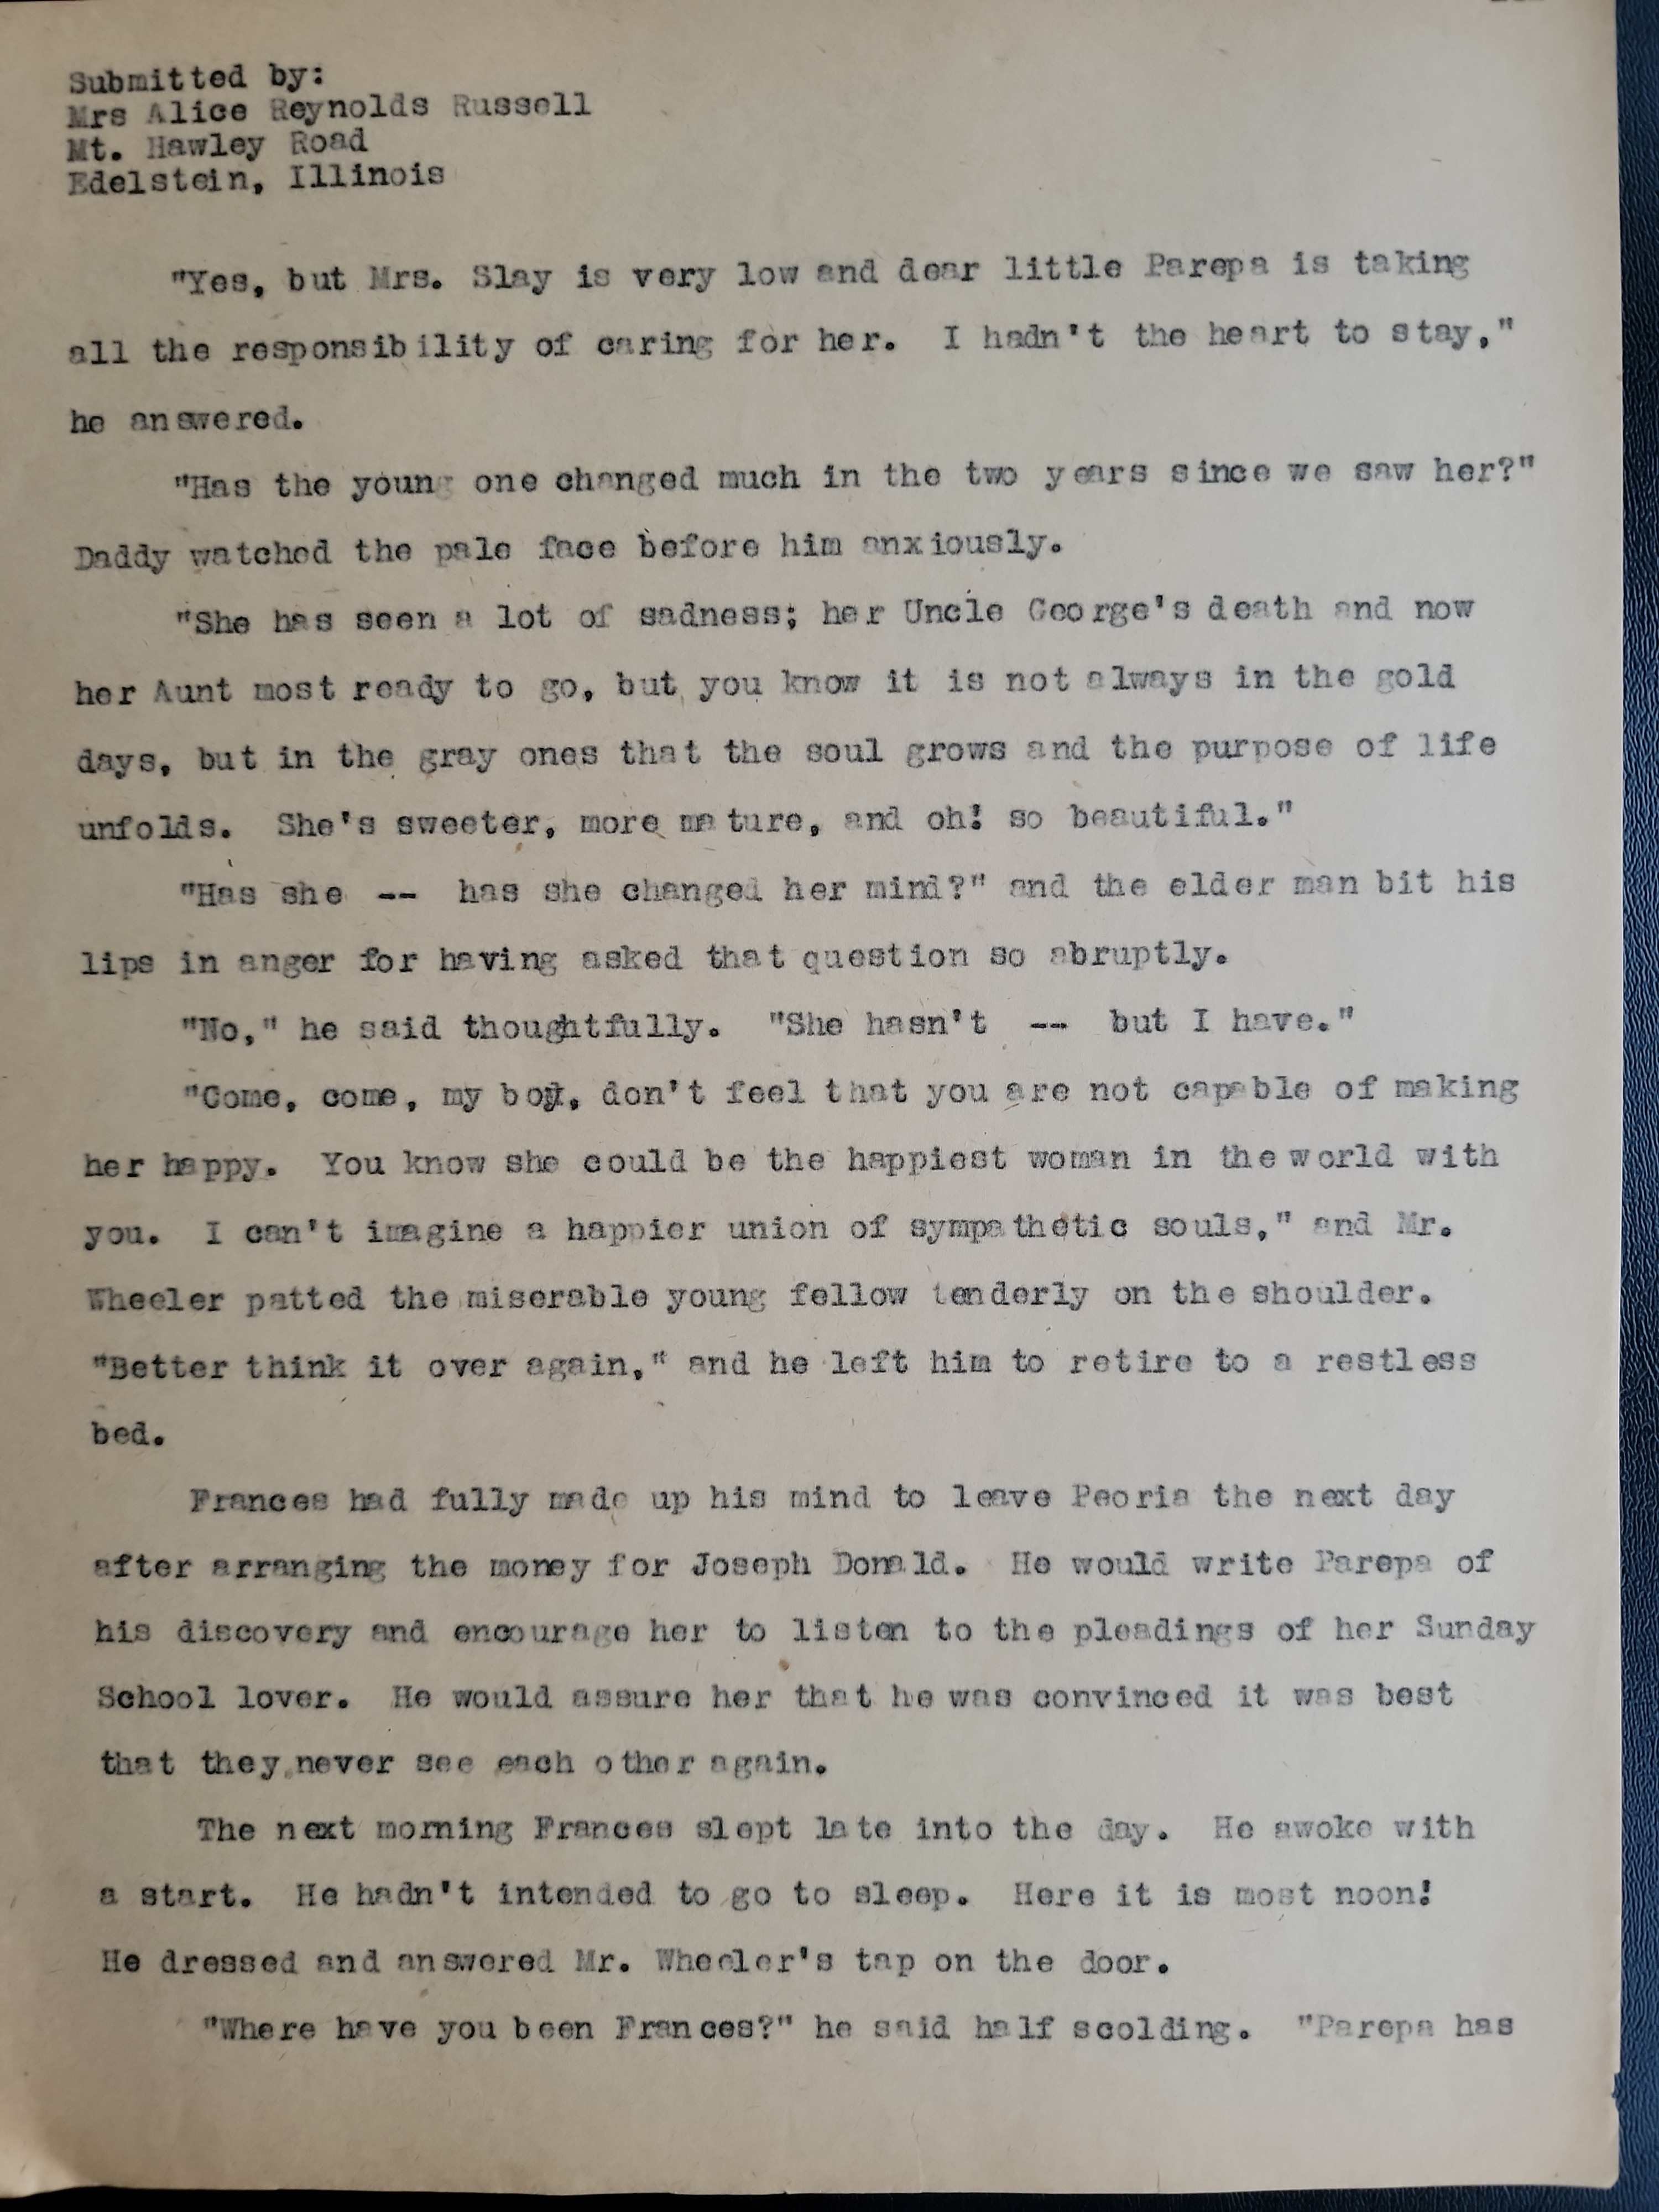 Submitted by:
Mrs Alice Reynolds Russell
Mt. Hawley Road
Edelstein, Illinois
"Yes, but Mrs. Slay is very low and dear little Parepa is taking
all the responsibility of caring for her. I hadn't the heart to stay,"
he answered.
"Has the young one changed much in the two years since we saw her?"
Daddy watched the pale face before him anxiously.
"She has seen a lot of sadness; her Uncle George's death and now
her Aunt most ready to go, but you know it is not always in the gold
days, but in the gray ones that the soul grows and the purpose of life
unfolds. She's sweeter, more mature, and oh! so beautiful."
"Has she -- has she changed her mind?" and the elder man bit his
lips in anger for having asked that question so abruptly.
"No," he said thoughtfully. "She hasn't -- but I have."
"Come, come, my boy, don't feel that you are not capable of making
her happy. You know she could be the happiest woman in the world with
you. I can't imagine a happier union of sympathetic souls," and Mr.
Wheeler patted the miserable young fellow tenderly on the shoulder.
"Better think it over again," and he left him to retire to a restless
bed.
Frances had fully made up his mind to leave Peoria the next day
after arranging the money for Joseph Donald. He would write Parepa of
his discovery and encourage her to listen to the pleadings of her Sunday
School lover. He would assure her that he was convinced it was best
that they never see each other again.
The next morning Frances slept late into the day. He awoke with
a start. He hadn't intended to go to sleep. Here it is most noon!
He dressed and answered Mr. Wheeler's tap on the door.
"Where have you been Frances?" he said half scolding. "Parepa has